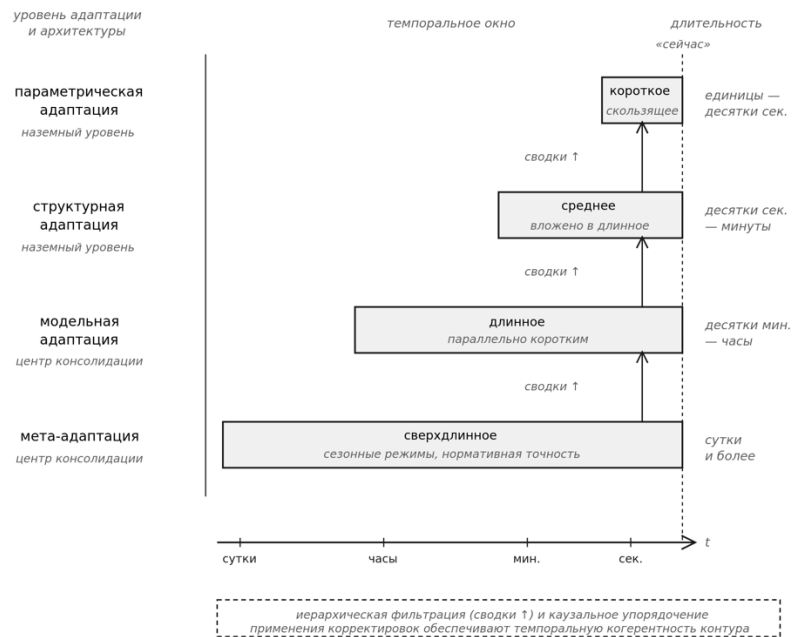 уровень адаптации
и архитектуры
темпоральное окно
длительность
«сейчас»
параметрическая
адаптация
наземный уровень
короткое
скользящее
единицы —
десятки сек.
сводки ↑
структурная
адаптация
наземный уровень
среднее
вложено в длинное
десятки сек.
— минуты
сводки ↑
модельная
адаптация
центр консолидации
длинное
параллельно коротким
десятки мин.
— часы
сводки ↑
мета-адаптация
центр консолидации
сверхдлинное
сезонные режимы, нормативная точность
сутки
и более
t
сутки
часы
мин.
сек.
иерархическая фильтрация (сводки ↑) и каузальное упорядочение
применения корректировок обеспечивают темпоральную когерентность контура